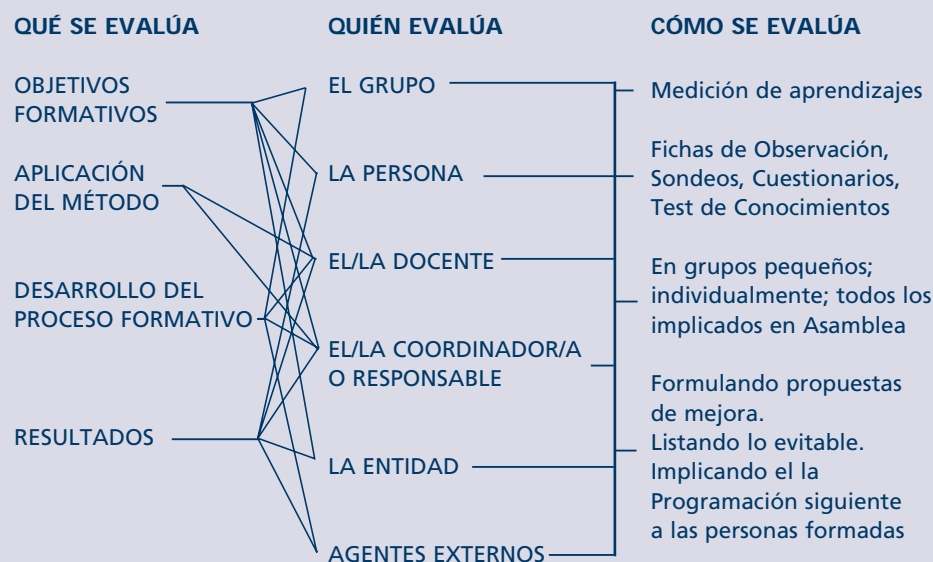 QUÉ SE EVALÚA
OBJETIVOS
FORMATIVOS
APLICACIÓN
DEL MÉTODO
DESARROLLO DEL
PROCESO FORMATIVO
RESULTADOS
QUIÉN EVALÚA
EL GRUPO
LA PERSONA
EL/LA DOCENTE
EL/LA COORDINADOR/A
O RESPONSABLE
LA ENTIDAD
AGENTES EXTERNOS
CÓMO SE EVALÚA
Medición de aprendizajes
Fichas de Observación,
Sondeos, Cuestionarios,
Test de Conocimientos
En grupos pequeños;
individualmente; todos los
implicados en Asamblea
Formulando propuestas
de mejora.
Listando lo evitable.
Implicando el la
Programación siguiente
a las personas formadas